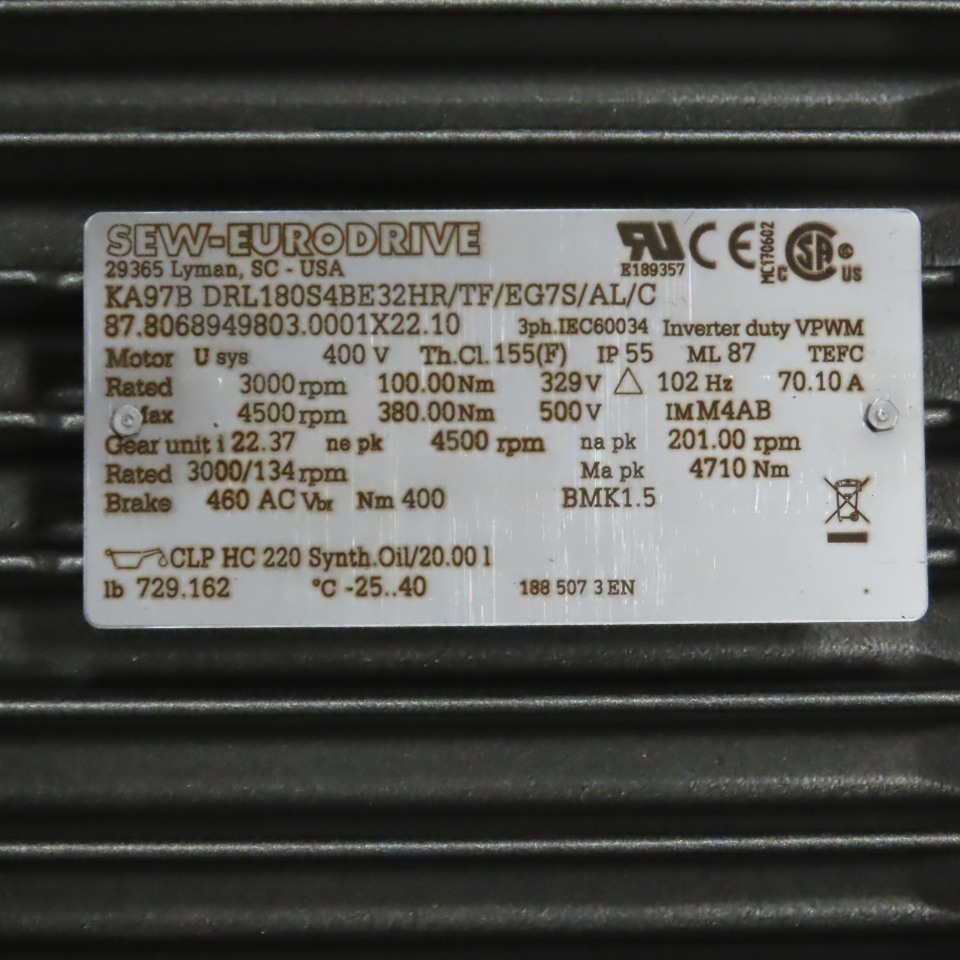 SEW-EURODRIVE
29365 Lyman, SC - USA
E189357
MC170602
C US
KA97B DRL180S4BE32HR/TF/EG7S/AL/C
87.8068949803.0001X22.10 3ph.IEC60034 Inverter duty VPWM
Motor U sys 400 V Th.Cl.155(F) IP 55 ML 87 TEFC
Rated 3000 rpm 100.00 Nm 329 V △ 102 Hz 70.10 A
Max 4500 rpm 380.00 Nm 500 V IM M4AB
Gear unit i 22.37 ne pk 4500 rpm na pk 201.00 rpm
Rated 3000/134 rpm Ma pk 4710 Nm
Brake 460 AC Vbr Nm 400 BMK1.5
CLP HC 220 Synth.Oil/20.00 l
lb 729.162 °C -25..40 188 507 3 EN